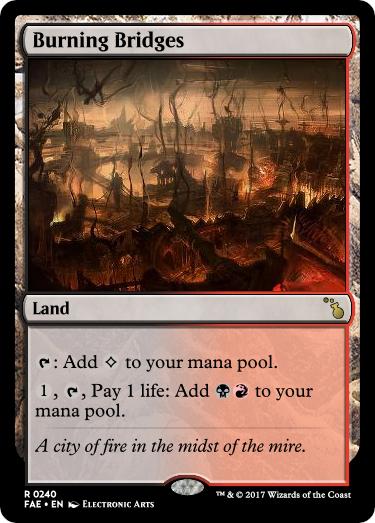 Burning Bridges
Land
: Add to your mana pool.
1 , , Pay 1 life: Add to your
mana pool.
A city of fire in the midst of the mire.
R 0240
FAE • EN Electronic Arts
™ & © 2017 Wizards of the Coast